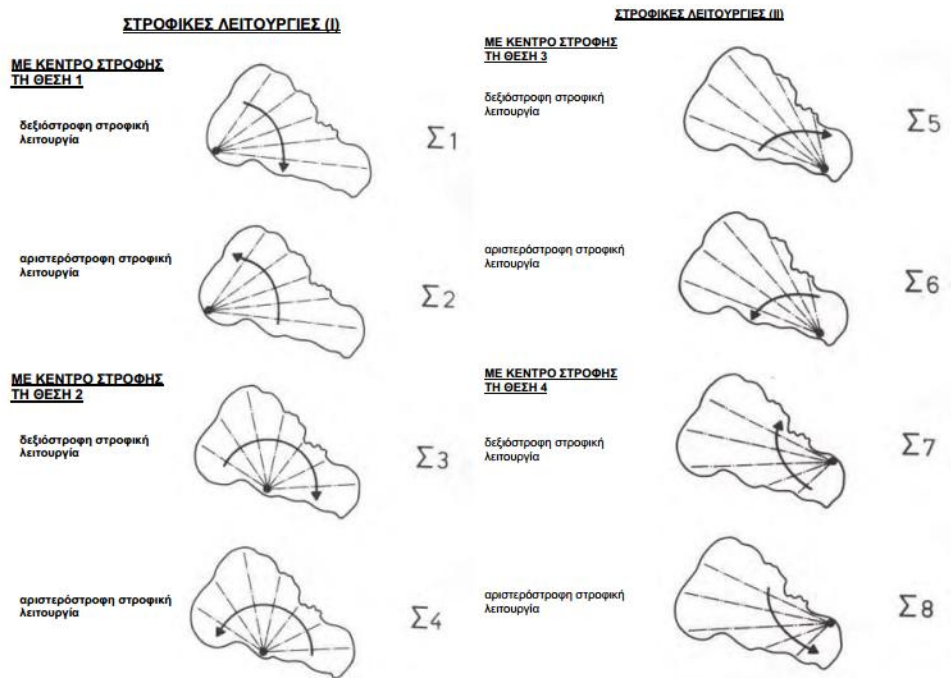 ΣΤΡΟΦΙΚΕΣ ΛΕΙΤΟΥΡΓΙΕΣ (Ι)
ΜΕ ΚΕΝΤΡΟ ΣΤΡΟΦΗΣ
ΤΗ ΘΕΣΗ 1
δεξιόστροφη στροφική
λειτουργία
Σ1
αριστερόστροφη στροφική
λειτουργία
Σ2
ΜΕ ΚΕΝΤΡΟ ΣΤΡΟΦΗΣ
ΤΗ ΘΕΣΗ 2
δεξιόστροφη στροφική
λειτουργία
Σ3
αριστερόστροφη στροφική
λειτουργία
Σ4
ΣΤΡΟΦΙΚΕΣ ΛΕΙΤΟΥΡΓΙΕΣ (ΙΙ)
ΜΕ ΚΕΝΤΡΟ ΣΤΡΟΦΗΣ
ΤΗ ΘΕΣΗ 3
δεξιόστροφη στροφική
λειτουργία
Σ5
αριστερόστροφη στροφική
λειτουργία
Σ6
ΜΕ ΚΕΝΤΡΟ ΣΤΡΟΦΗΣ
ΤΗ ΘΕΣΗ 4
δεξιόστροφη στροφική
λειτουργία
Σ7
αριστερόστροφη στροφική
λειτουργία
Σ8